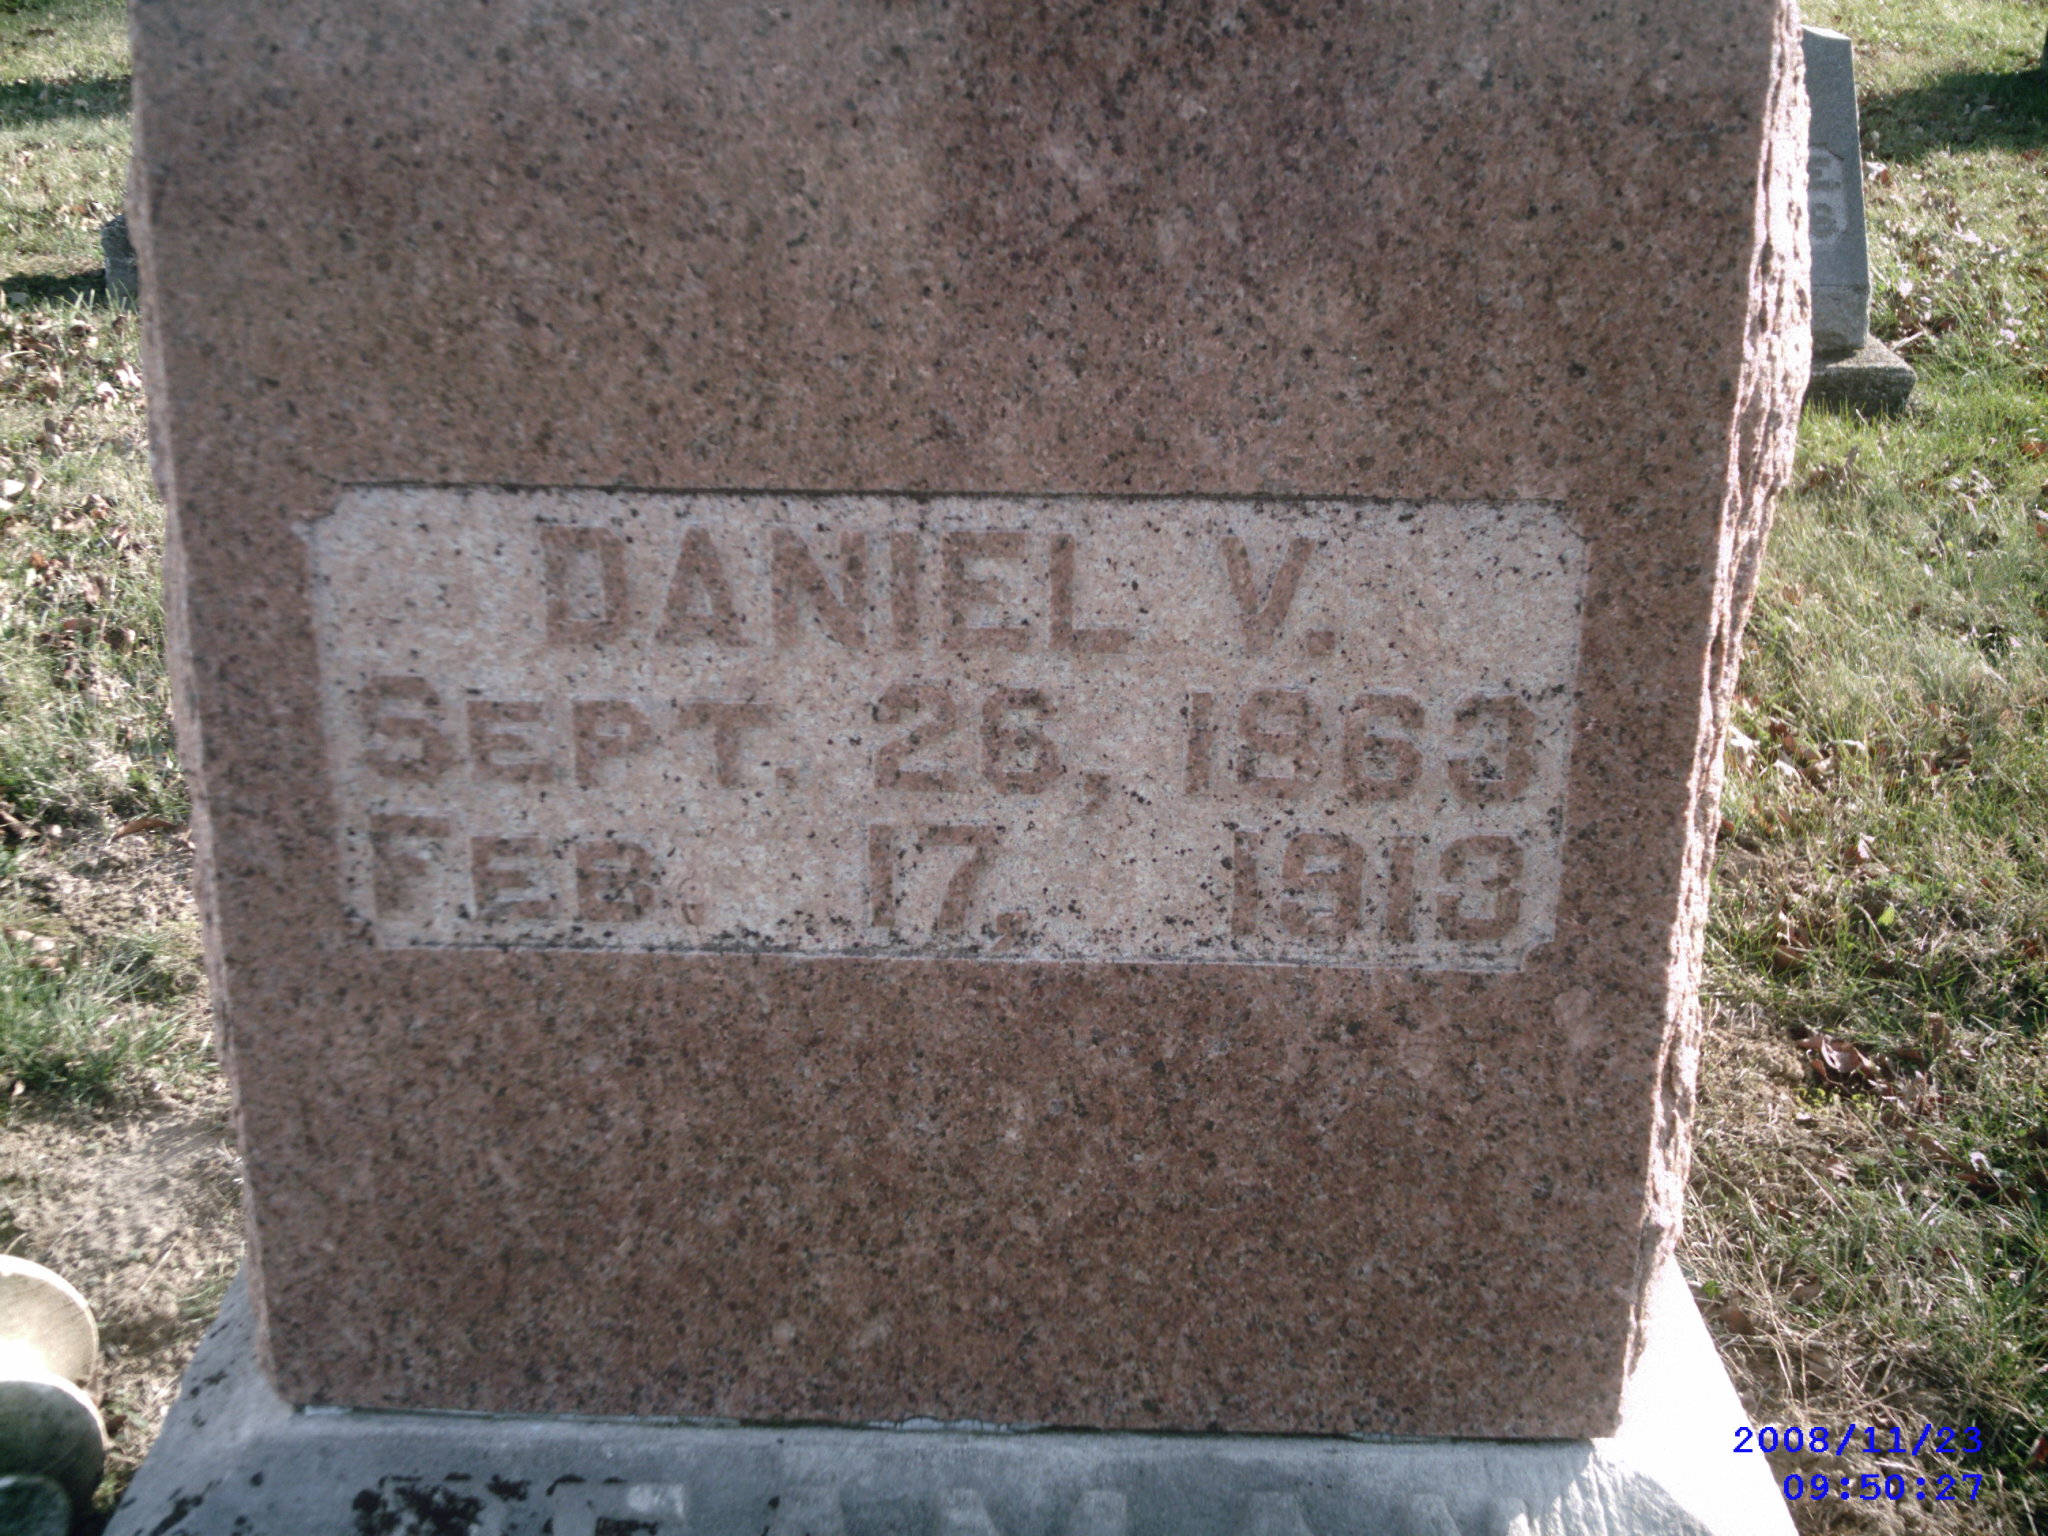 DANIEL V.
SEPT. 26, 1863
FEB. 17, 1913
2008/11/23
09:50:27